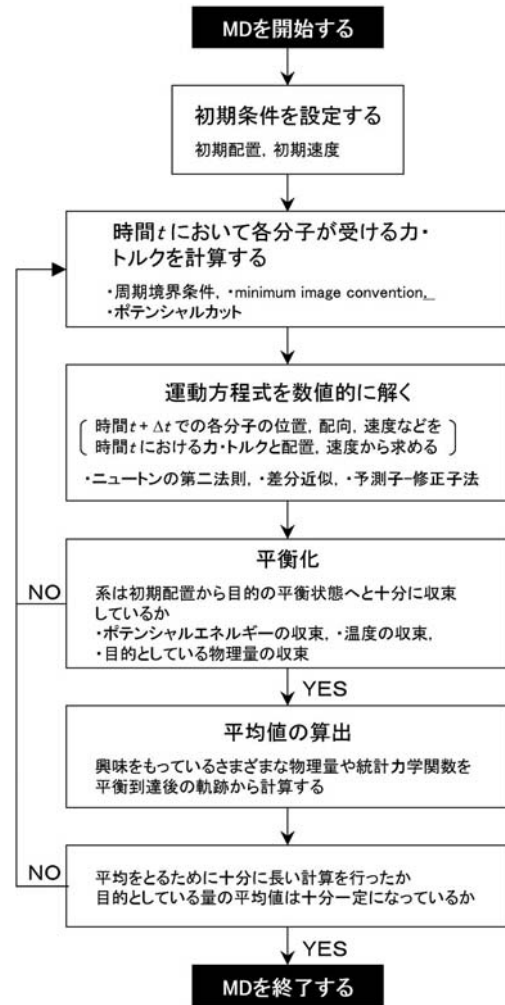 MDを開始する
初期条件を設定する
初期配置, 初期速度
時間tにおいて各分子が受ける力・
トルクを計算する
・周期境界条件, ・minimum image convention,
・ポテンシャルカット
運動方程式を数値的に解く
時間t + Δtでの各分子の位置, 配向, 速度などを
時間tにおける力・トルクと配置, 速度から求める
・ニュートンの第二法則, ・差分近似, ・予測子-修正子法
平衡化
NO
系は初期配置から目的の平衡状態へと十分に収束
しているか
・ポテンシャルエネルギーの収束, ・温度の収束,
・目的としている物理量の収束
YES
平均値の算出
興味をもっているさまざまな物理量や統計力学関数を
平衡到達後の軌跡から計算する
NO
平均をとるために十分に長い計算を行ったか
目的としている量の平均値は十分一定になっているか
YES
MDを終了する